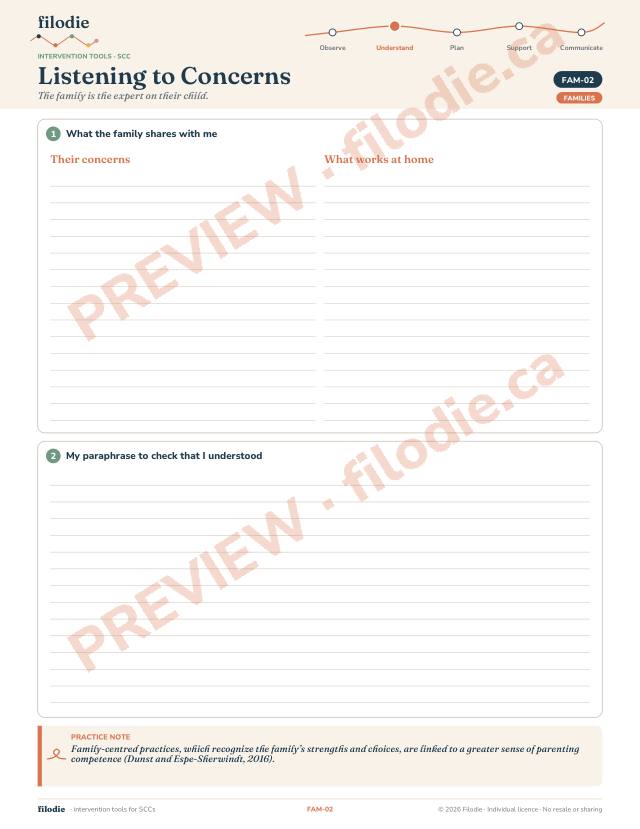 filodie
Observe Understand Plan Support Communicate
INTERVENTION TOOLS · SCC
Listening to Concerns
The family is the expert on their child.
FAM-02
FAMILIES
1 What the family shares with me
Their concerns
What works at home
PREVIEW · filodie.ca
2 My paraphrase to check that I understood
PREVIEW · filodie.ca
PRACTICE NOTE
Family-centred practices, which recognize the family's strengths and choices, are linked to a greater sense of parenting
competence (Dunst and Espe-Sherwindt, 2016).
filodie · intervention tools for SCCs
FAM-02
© 2026 Filodie · Individual licence · No resale or sharing